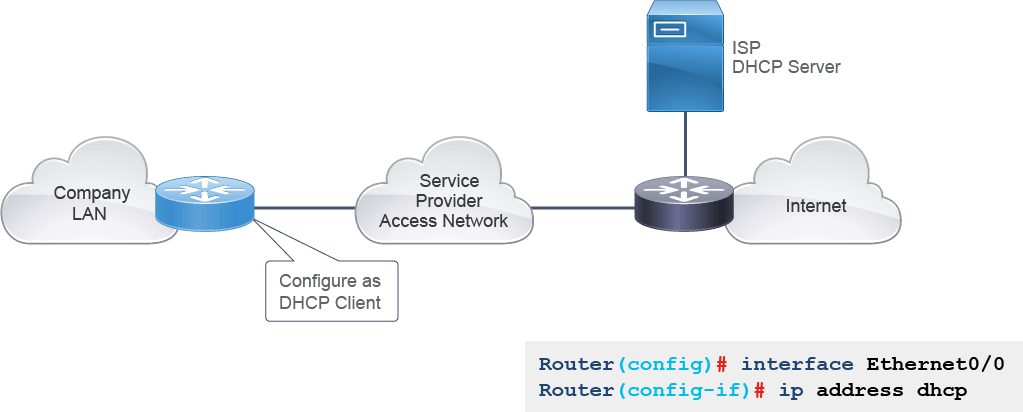 ISP
DHCP Server
Company
LAN
Service
Provider
Access Network
Internet
Configure as
DHCP Client
Router(config)# interface Ethernet0/0
Router(config-if)# ip address dhcp